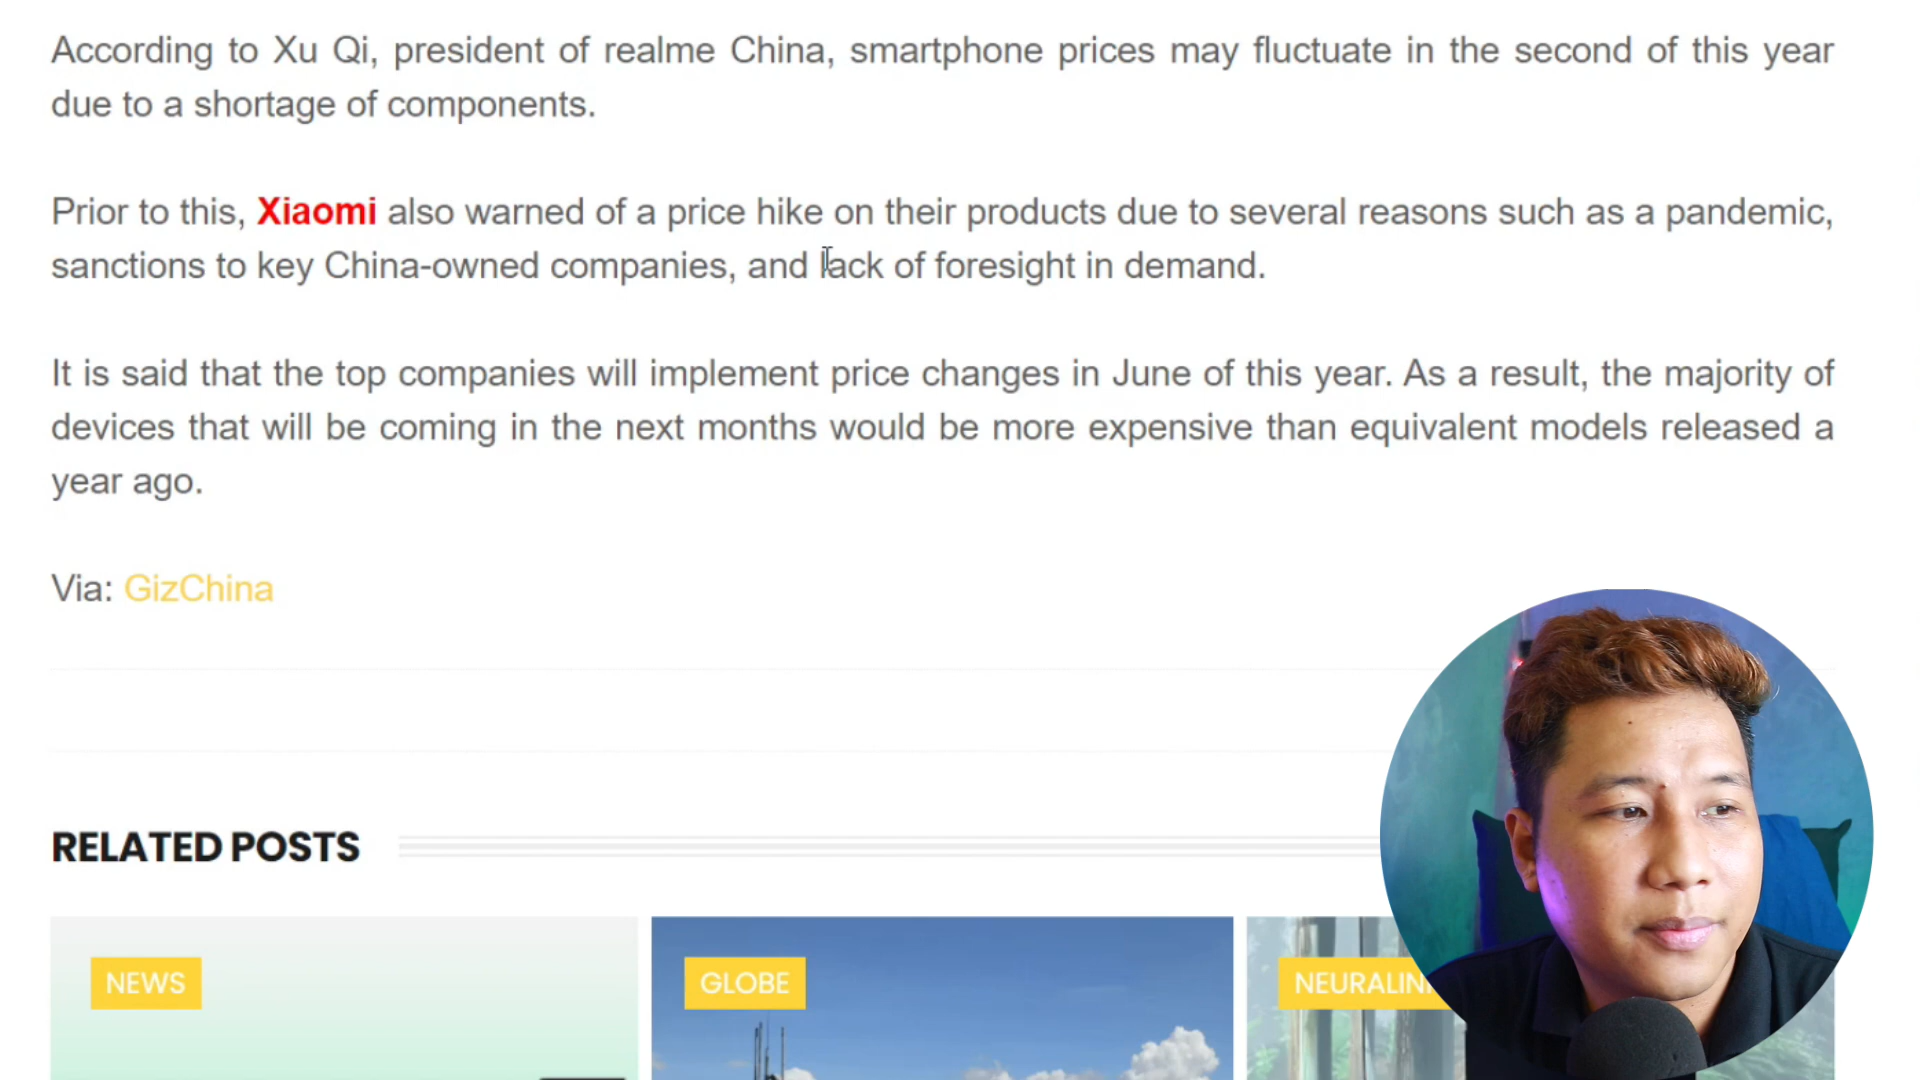 According to Xu Qi, president of realme China, smartphone prices may fluctuate in the second of this year
due to a shortage of components.
Prior to this, Xiaomi also warned of a price hike on their products due to several reasons such as a pandemic,
sanctions to key China-owned companies, and lack of foresight in demand.
It is said that the top companies will implement price changes in June of this year. As a result, the majority of
devices that will be coming in the next months would be more expensive than equivalent models released a
year ago.
Via: GizChina
RELATED POSTS
NEWS
GLOBE